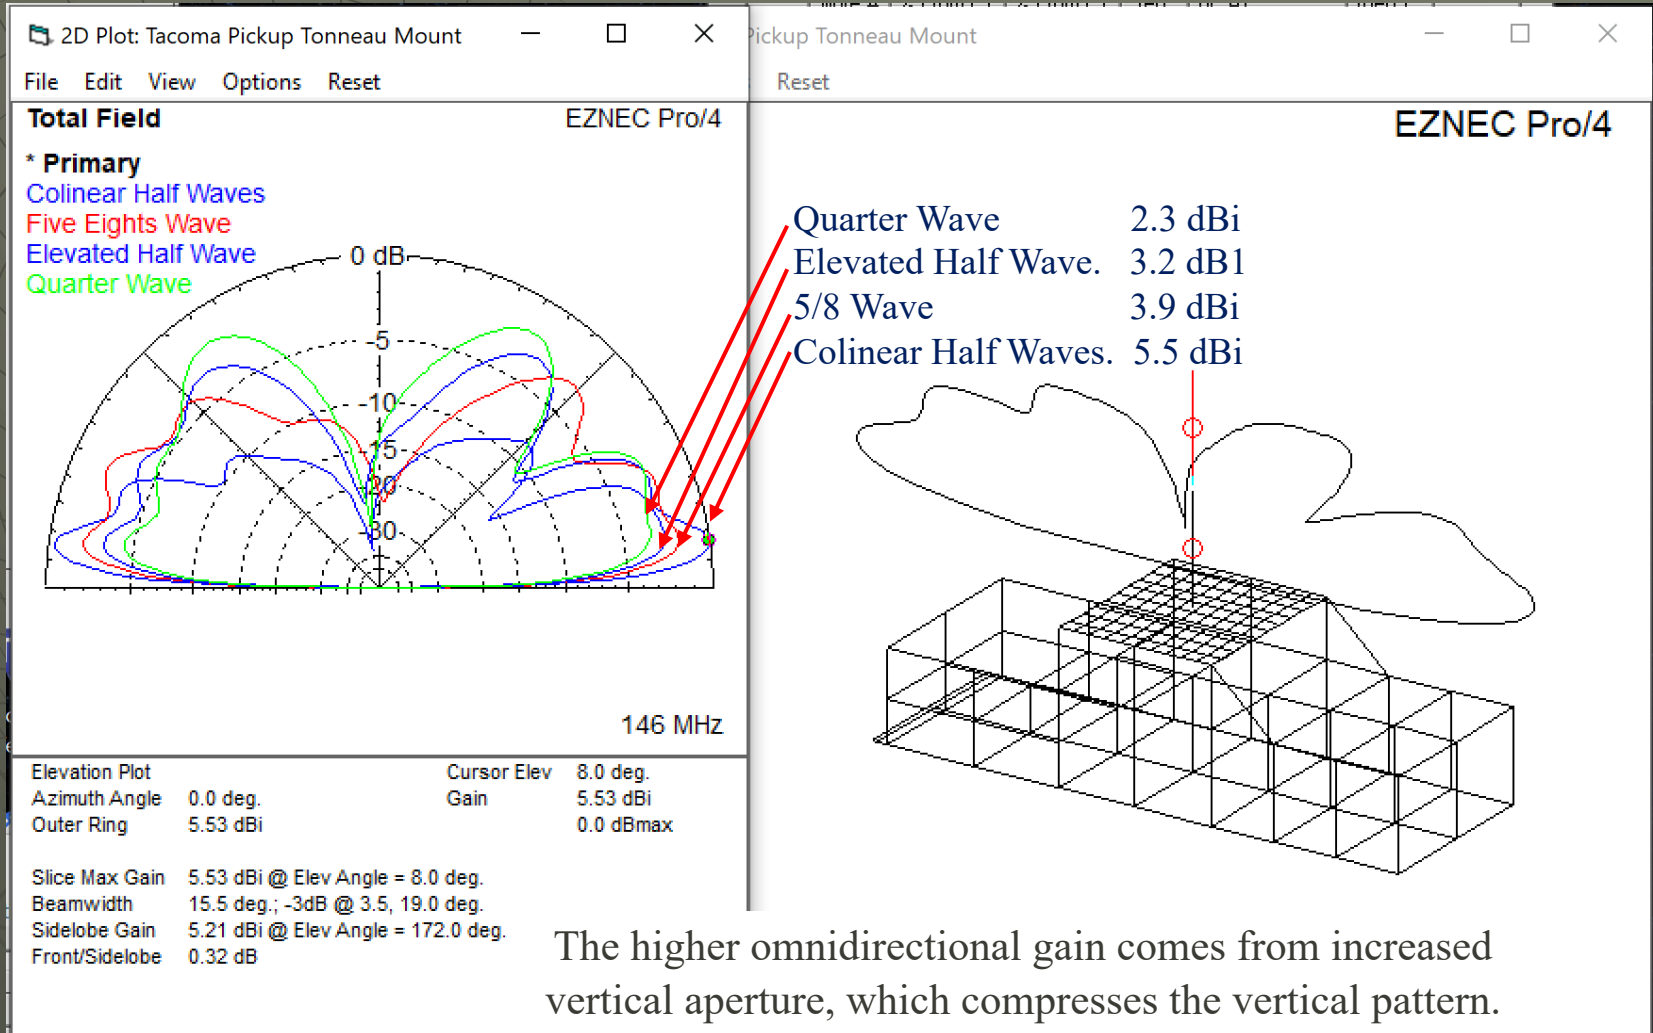 2D Plot: Tacoma Pickup Tonneau Mount
Pickup Tonneau Mount
File Edit View Options Reset
Reset
Total Field
EZNEC Pro/4
EZNEC Pro/4
* Primary
Colinear Half Waves
Five Eights Wave
Elevated Half Wave
Quarter Wave
0 dB
-5
-10
-15
-20
-30
Quarter Wave 2.3 dBi
Elevated Half Wave. 3.2 dB1
5/8 Wave 3.9 dBi
Colinear Half Waves. 5.5 dBi
146 MHz
Elevation Plot
Cursor Elev 8.0 deg.
Azimuth Angle 0.0 deg.
Gain 5.53 dBi
Outer Ring 5.53 dBi
0.0 dBmax
Slice Max Gain 5.53 dBi @ Elev Angle = 8.0 deg.
Beamwidth 15.5 deg.; -3dB @ 3.5, 19.0 deg.
Sidelobe Gain 5.21 dBi @ Elev Angle = 172.0 deg.
Front/Sidelobe 0.32 dB
The higher omnidirectional gain comes from increased
vertical aperture, which compresses the vertical pattern.